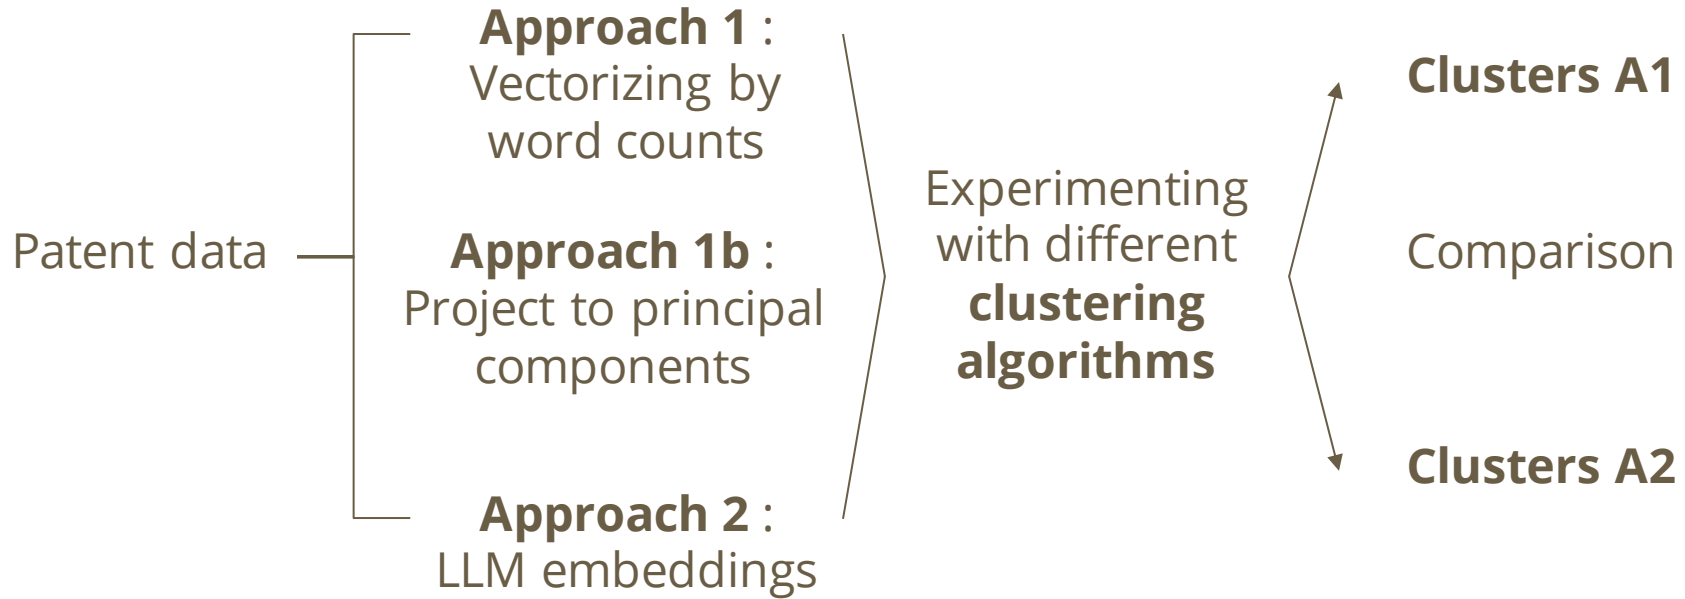 Patent data
Approach 1 :
Vectorizing by
word counts
Approach 1b :
Project to principal
components
Approach 2 :
LLM embeddings
Experimenting
with different
clustering
algorithms
Clusters A1
Comparison
Clusters A2